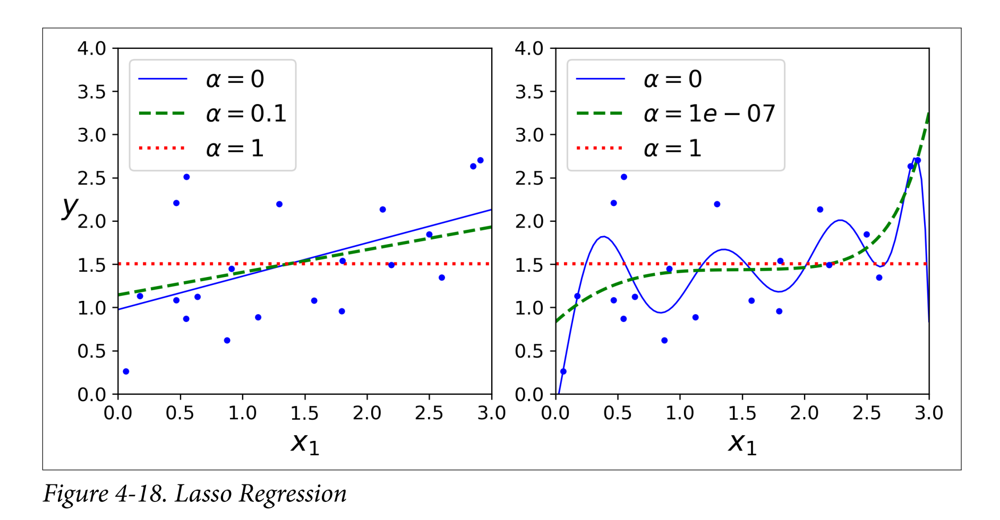 4.0
3.5
3.0
2.5
2.0
1.5
1.0
0.5
0.0
y
α = 0
α = 0.1
α = 1
0.0 0.5 1.0 1.5 2.0 2.5 3.0
x₁
4.0
3.5
3.0
2.5
2.0
1.5
1.0
0.5
0.0
α = 0
α = 1e − 07
α = 1
0.0 0.5 1.0 1.5 2.0 2.5 3.0
x₁
Figure 4-18. Lasso Regression